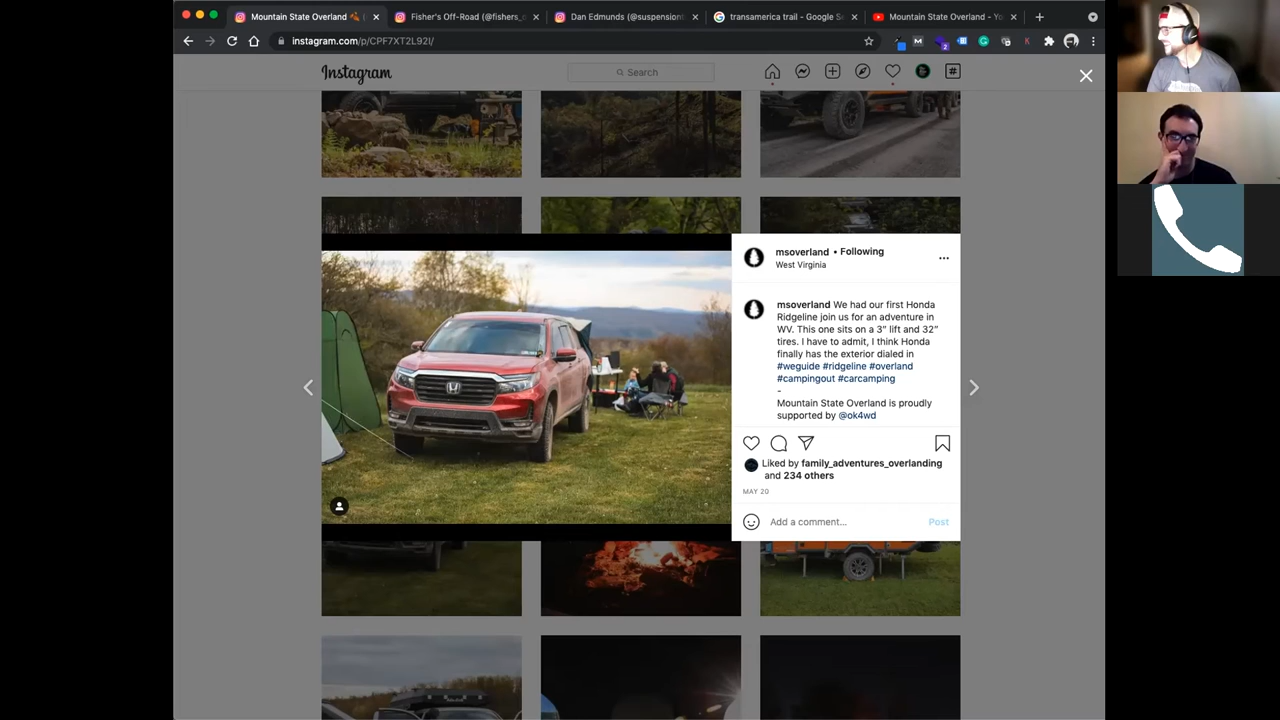 Mountain State Overland
Fisher's Off-Road (@fishers_o
Dan Edmunds (@suspensiont
transamerica trail - Google Se
Mountain State Overland - Yo
instagram.com/p/CPF7XT2L92I/
2
K
Instagram
Search
msoverland • Following
West Virginia
msoverland We had our first Honda
Ridgeline join us for an adventure in
WV. This one sits on a 3" lift and 32"
tires. I have to admit, I think Honda
finally has the exterior dialed in
#weguide #ridgeline #overland
#campingout #carcamping
-
Mountain State Overland is proudly
supported by @ok4wd
Liked by family_adventures_overlanding
and 234 others
MAY 20
Add a comment...
Post